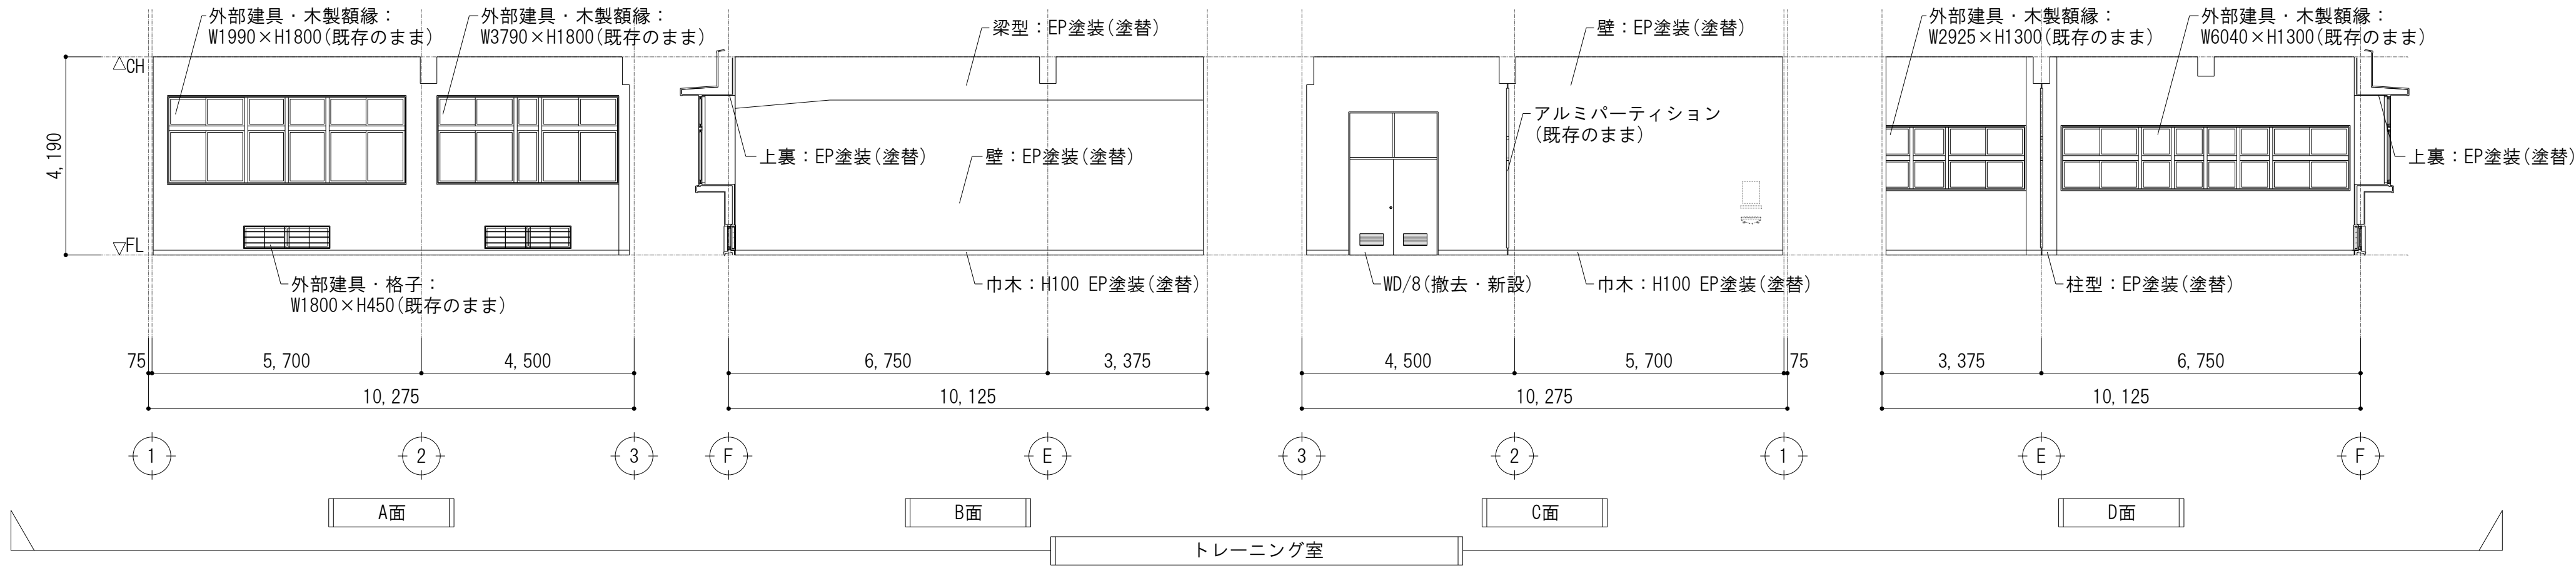 外部建具・木製額縁：
W1990×H1800(既存のまま)
外部建具・木製額縁：
W3790×H1800(既存のまま)
梁型：EP塗装(塗替)
壁：EP塗装(塗替)
外部建具・木製額縁：
W2925×H1300(既存のまま)
外部建具・木製額縁：
W6040×H1300(既存のまま)
△CH
4,190
▽FL
上裏：EP塗装(塗替)
壁：EP塗装(塗替)
アルミパーティション
(既存のまま)
上裏：EP塗装(塗替)
外部建具・格子：
W1800×H450(既存のまま)
巾木：H100 EP塗装(塗替)
WD/8(撤去・新設)
巾木：H100 EP塗装(塗替)
柱型：EP塗装(塗替)
75 5,700 4,500
6,750 3,375
4,500 5,700 75
3,375 6,750
10,275
10,125
10,275
10,125
1 2 3
F E
3 2 1
E F
A面
B面
C面
D面
トレーニング室